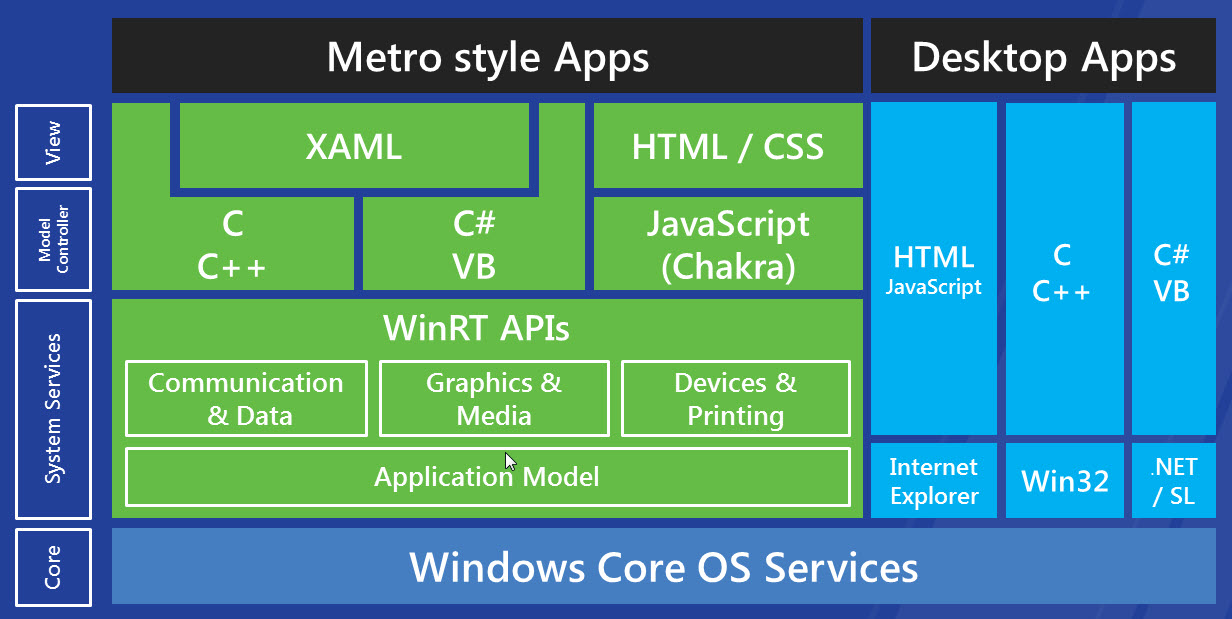 Metro style Apps
Desktop Apps
View
XAML
HTML / CSS
Model
Controller
C
C++
C#
VB
JavaScript
(Chakra)
HTML
JavaScript
C
C++
C#
VB
System Services
WinRT APIs
Communication
& Data
Graphics &
Media
Devices &
Printing
Application Model
Internet
Explorer
Win32
.NET
/ SL
Core
Windows Core OS Services